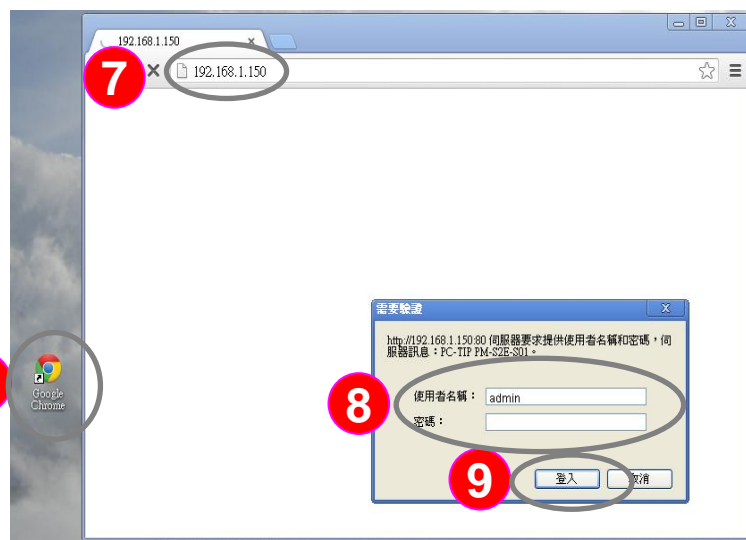 192.168.1.150
7
192.168.1.150
Google
Chrome
需要驗證
http://192.168.1.150:80 伺服器要求提供使用者名稱和密碼，伺
服器訊息：PC-TIP PM-S2E-S01。
8
使用者名稱： admin
密碼：
9
登入 取消